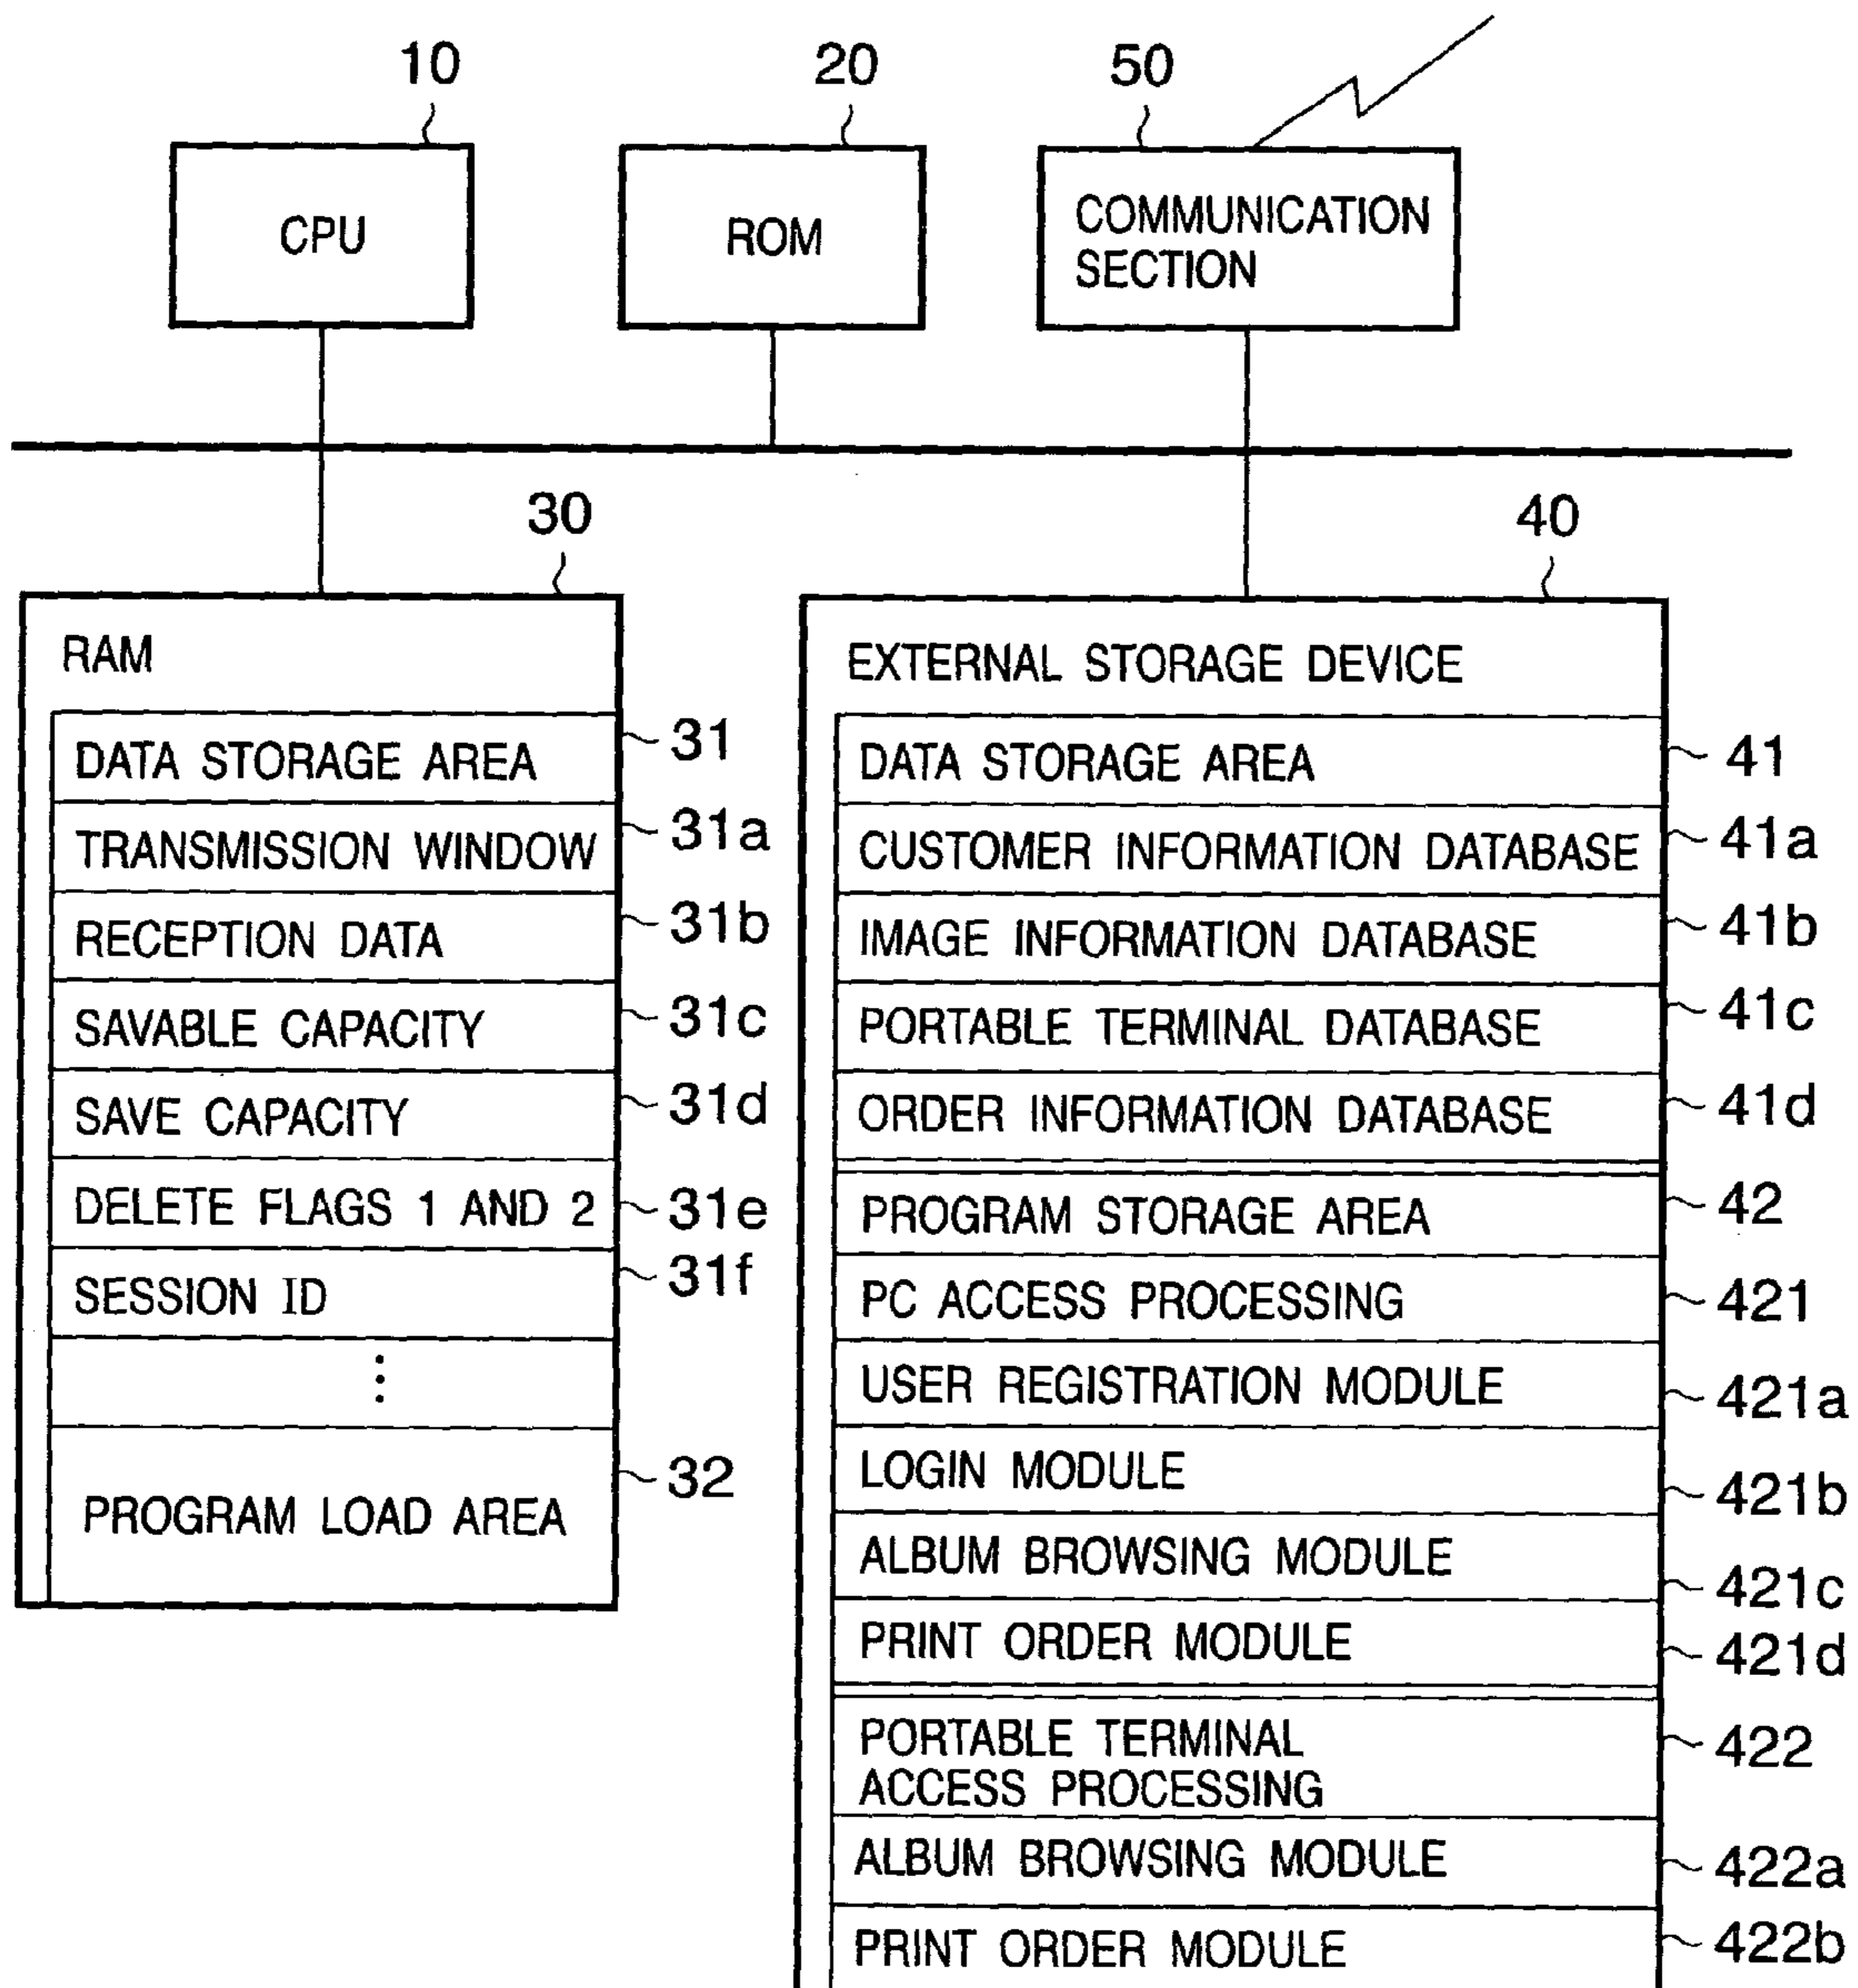 10
20
50
CPU
ROM
COMMUNICATION
SECTION
30
40
RAM
DATA STORAGE AREA 31
TRANSMISSION WINDOW 31a
RECEPTION DATA 31b
SAVABLE CAPACITY 31c
SAVE CAPACITY 31d
DELETE FLAGS 1 AND 2 31e
SESSION ID 31f
PROGRAM LOAD AREA 32
EXTERNAL STORAGE DEVICE
DATA STORAGE AREA 41
CUSTOMER INFORMATION DATABASE 41a
IMAGE INFORMATION DATABASE 41b
PORTABLE TERMINAL DATABASE 41c
ORDER INFORMATION DATABASE 41d
PROGRAM STORAGE AREA 42
PC ACCESS PROCESSING 421
USER REGISTRATION MODULE 421a
LOGIN MODULE 421b
ALBUM BROWSING MODULE 421c
PRINT ORDER MODULE 421d
PORTABLE TERMINAL
ACCESS PROCESSING 422
ALBUM BROWSING MODULE 422a
PRINT ORDER MODULE 422b